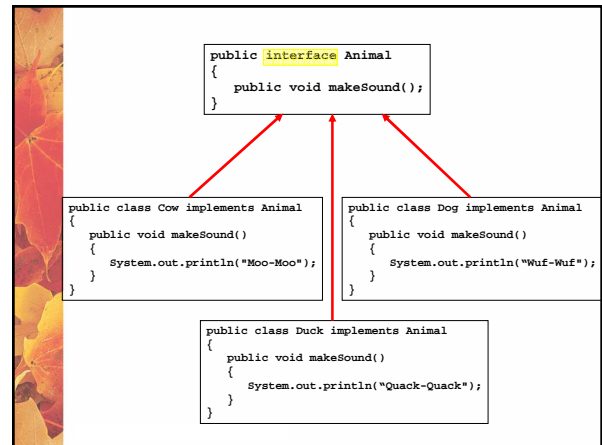 public interface Animal
{
public void makeSound();
}
public class Cow implements Animal
{
public void makeSound()
{
System.out.println("Moo-Moo");
}
}
public class Dog implements Animal
{
public void makeSound()
{
System.out.println(“Wuf-Wuf");
}
}
public class Duck implements Animal
{
public void makeSound()
{
System.out.println(“Quack-Quack");
}
}